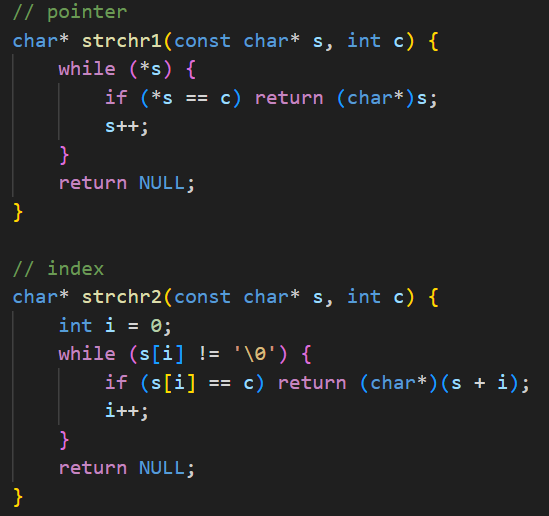 // pointer
char* strchr1(const char* s, int c) {
    while (*s) {
        if (*s == c) return (char*)s;
        s++;
    }
    return NULL;
}

// index
char* strchr2(const char* s, int c) {
    int i = 0;
    while (s[i] != '\0') {
        if (s[i] == c) return (char*)(s + i);
        i++;
    }
    return NULL;
}